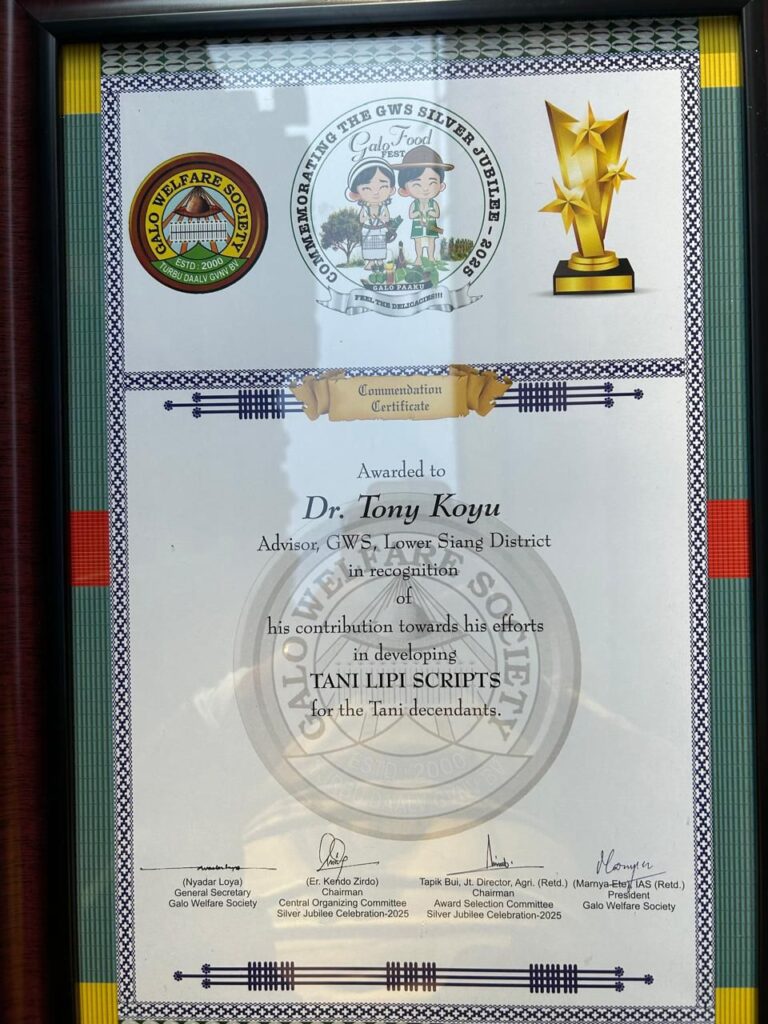 GALO WELFARE SOCIETY
ESTD : 2000
TURBU DAALV GVNV BV
COMMEMORATING THE GWS SILVER JUBILEE - 2025
Galo Food
FEST
GALO PAAKU
FEEL THE DELICACIES!!!
Commendation
Certificate
Awarded to
Dr. Tony Koyu
Advisor, GWS, Lower Siang District
in recognition
of
his contribution towards his efforts
in developing
TANI LIPI SCRIPTS
for the Tani decendants.
GALO WELFARE SOCIETY
ESTD : 2000
TURBU DAALV GVNV BV
(Nyadar Loya)
General Secretary
Galo Welfare Society
(Er. Kendo Zirdo)
Chairman
Central Organizing Committee
Silver Jubilee Celebration-2025
Tapik Bui, Jt. Director, Agri. (Retd.)
Chairman
Award Selection Committee
Silver Jubilee Celebration-2025
(Mamya Ete), IAS (Retd.)
President
Galo Welfare Society